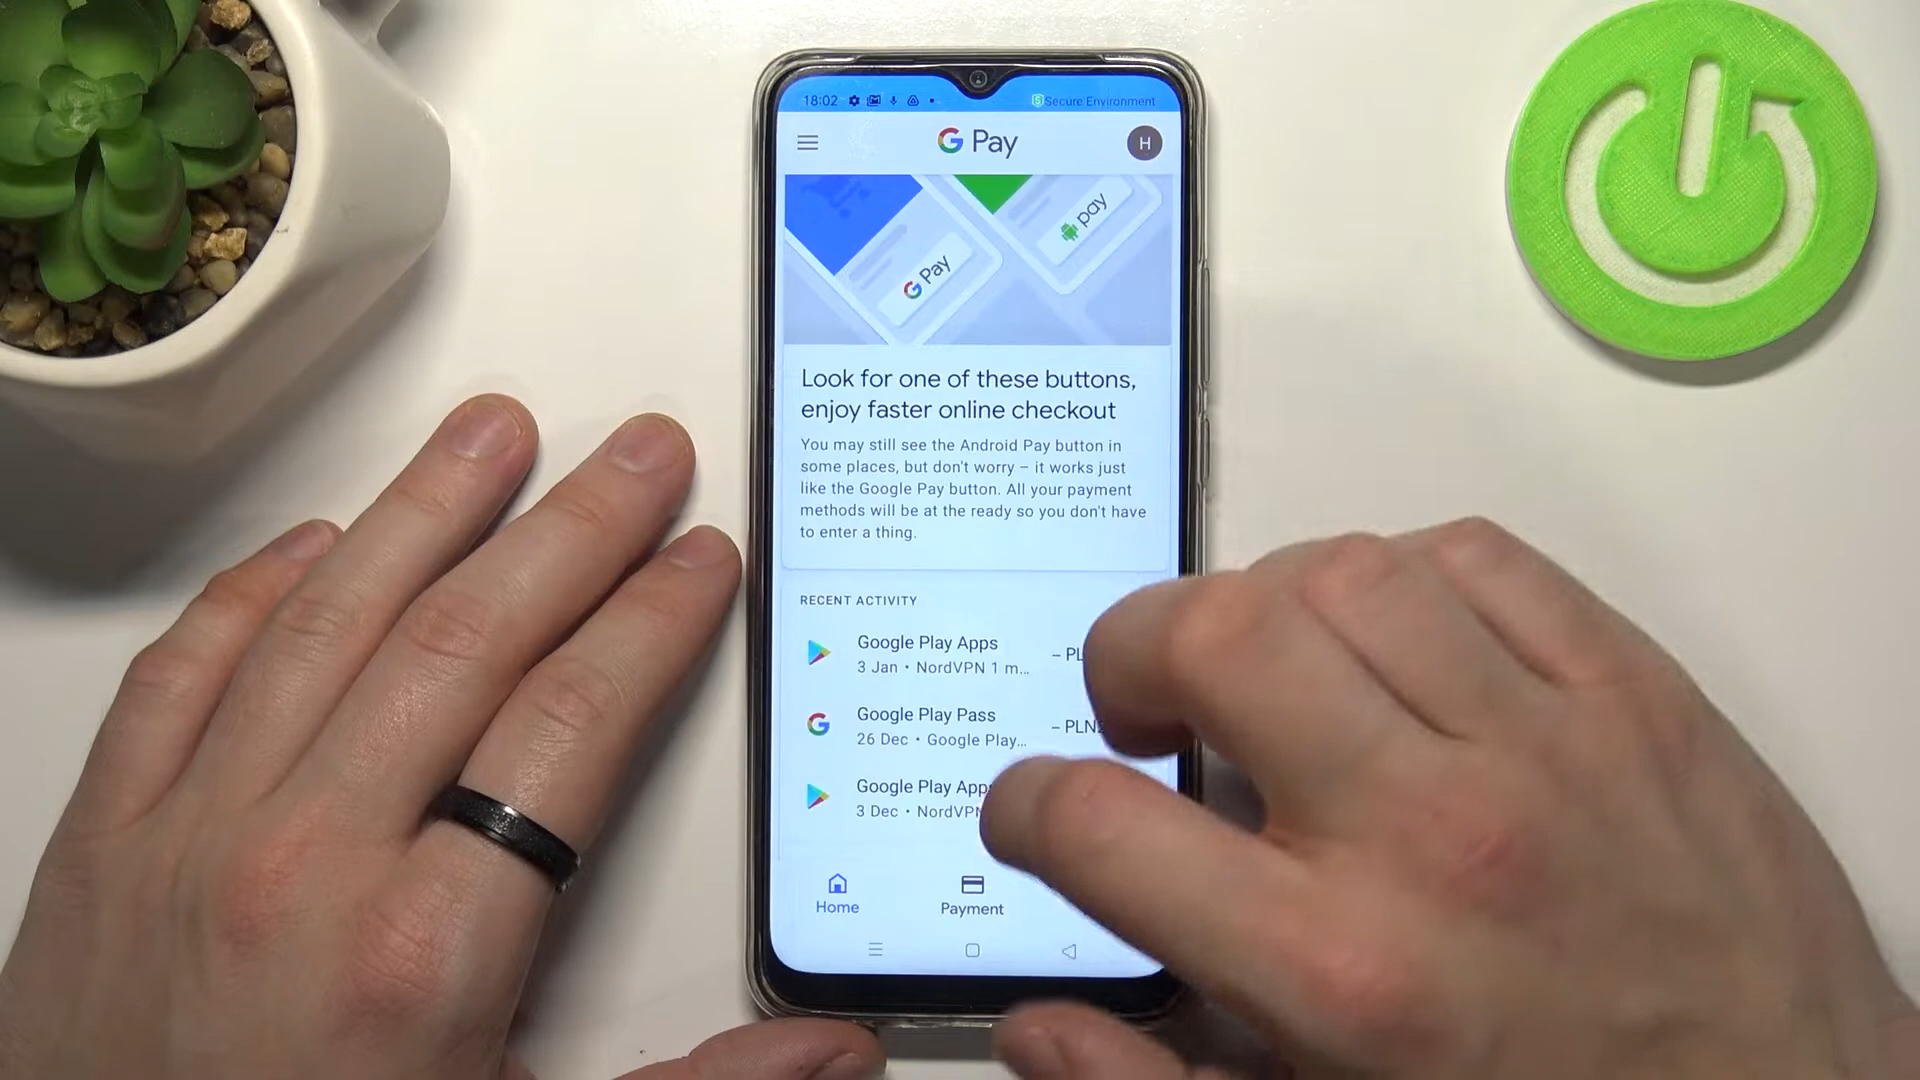 18:02
Secure Environment
G Pay
H
G Pay
pay
Look for one of these buttons,
enjoy faster online checkout
You may still see the Android Pay button in
some places, but don't worry – it works just
like the Google Pay button. All your payment
methods will be at the ready so you don't have
to enter a thing.
RECENT ACTIVITY
Google Play Apps
– PL
3 Jan • NordVPN 1 m...
Google Play Pass
– PLN
26 Dec • Google Play...
Google Play Apps
3 Dec • NordVPN
Home
Payment